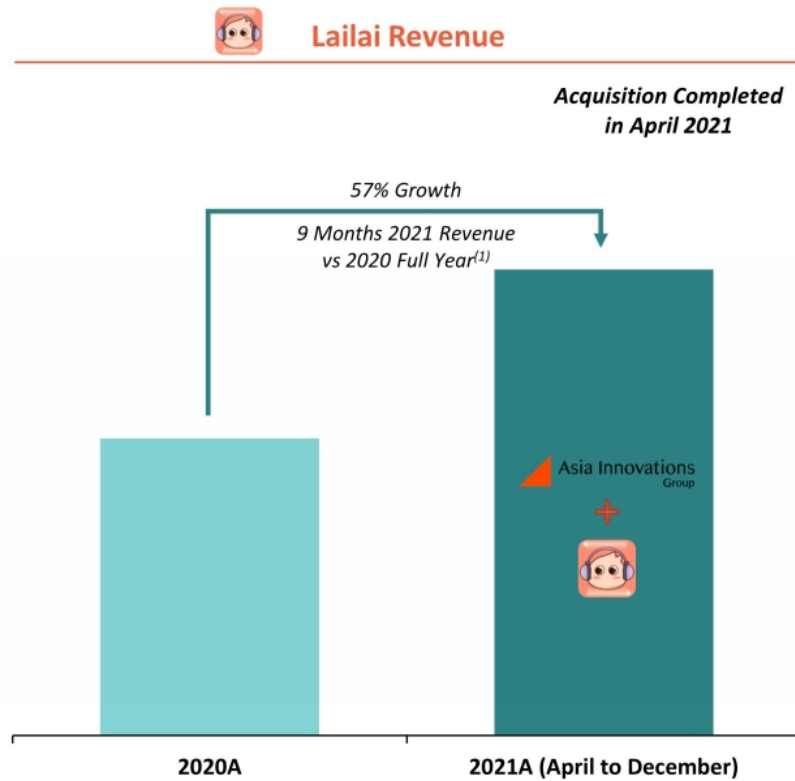 Lailai Revenue
Acquisition Completed
in April 2021
57% Growth
9 Months 2021 Revenue
vs 2020 Full Year(1)
Asia Innovations
Group
2020A
2021A (April to December)